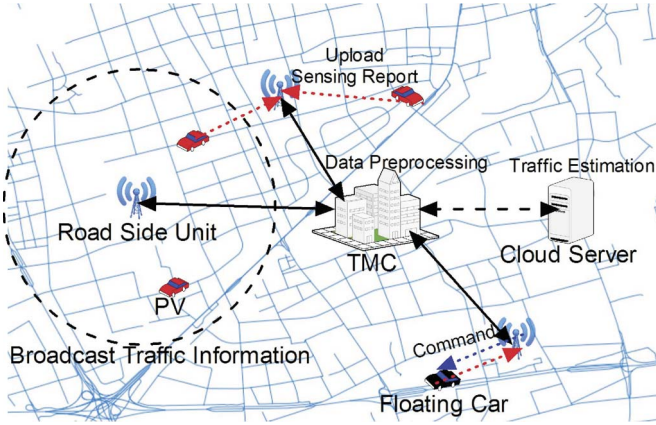 Upload
Sensing Report
Data Preprocessing
Traffic Estimation
Road Side Unit
TMC
Cloud Server
PV
Command
Broadcast Traffic Information
Floating Car